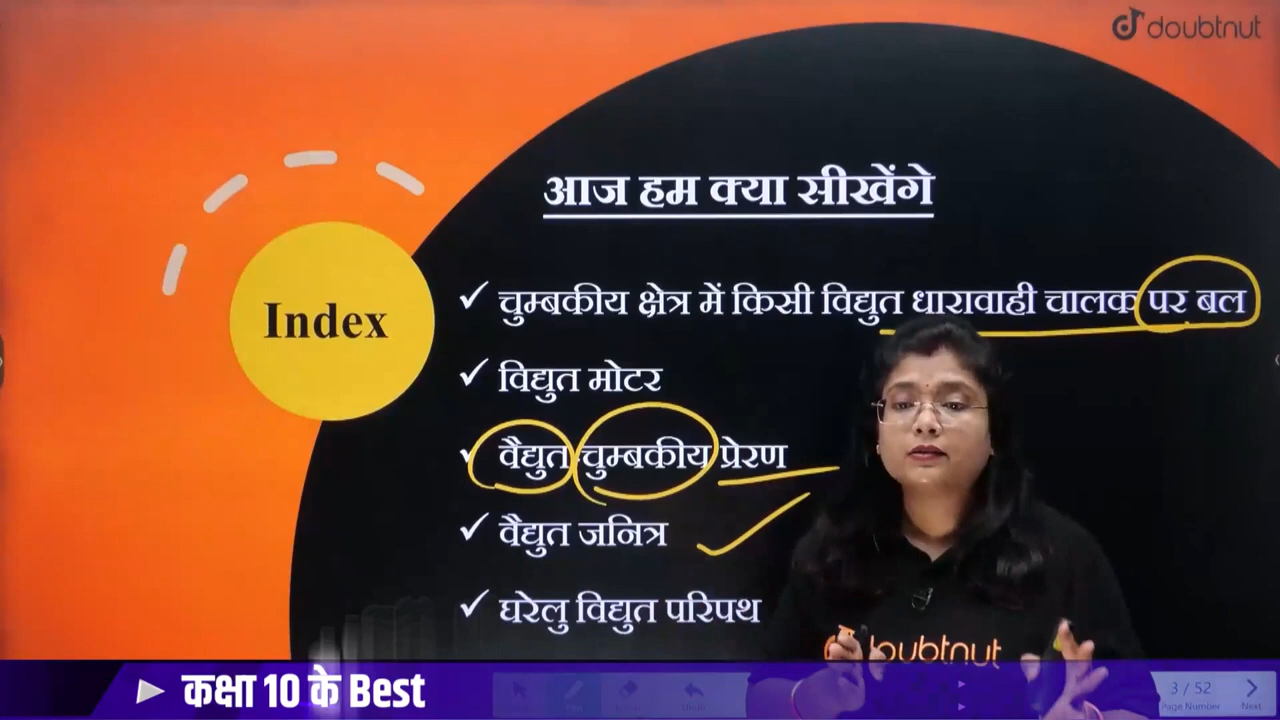 doubtnut
आज हम क्या सीखेंगे
Index
✓ चुम्बकीय क्षेत्र में किसी विद्युत धारावाही चालक पर बल
✓ विद्युत मोटर
✓ वैद्युत चुम्बकीय प्रेरण
✓ वैद्युत जनित्र
✓ घरेलु विद्युत परिपथ
doubtnut
कक्षा 10 के Best
3 / 52
Page Number
Next